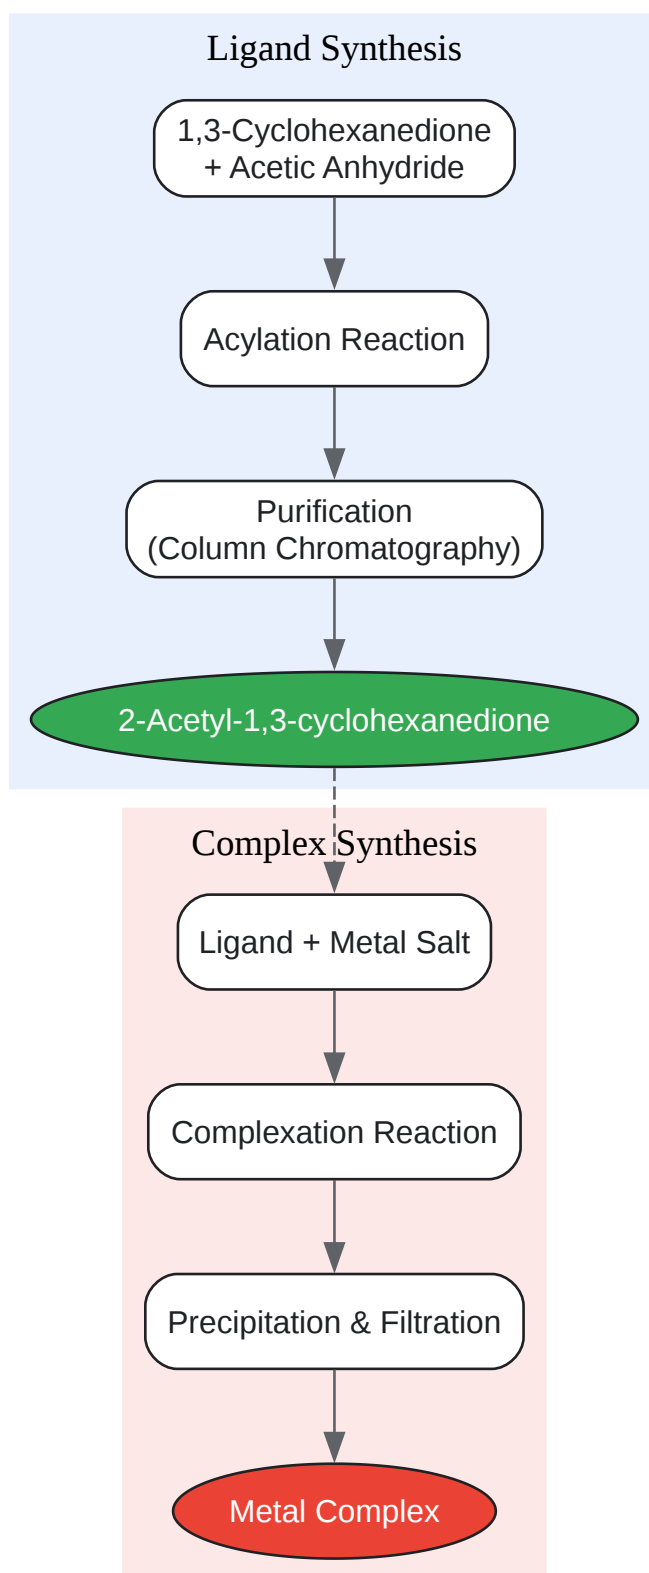 Ligand Synthesis
1,3-Cyclohexanedione
+ Acetic Anhydride
Acylation Reaction
Purification
(Column Chromatography)
2-Acetyl-1,3-cyclohexanedione
Complex Synthesis
Ligand + Metal Salt
Complexation Reaction
Precipitation & Filtration
Metal Complex